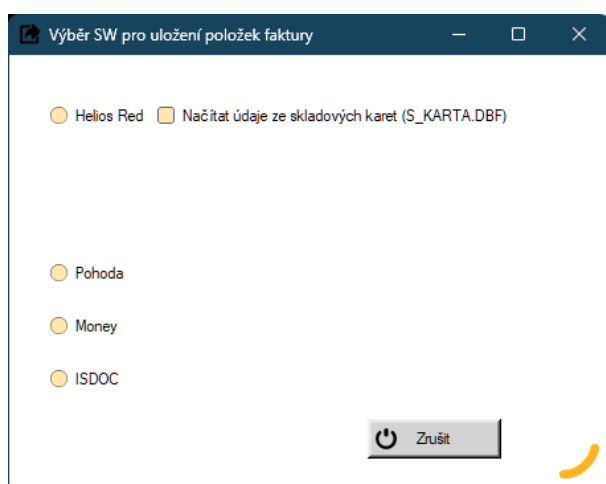 Výběr SW pro uložení položek faktury
Helios Red Načítat údaje ze skladových karet (S_KARTA.DBF)
Pohoda
Money
ISDOC
Zrušit